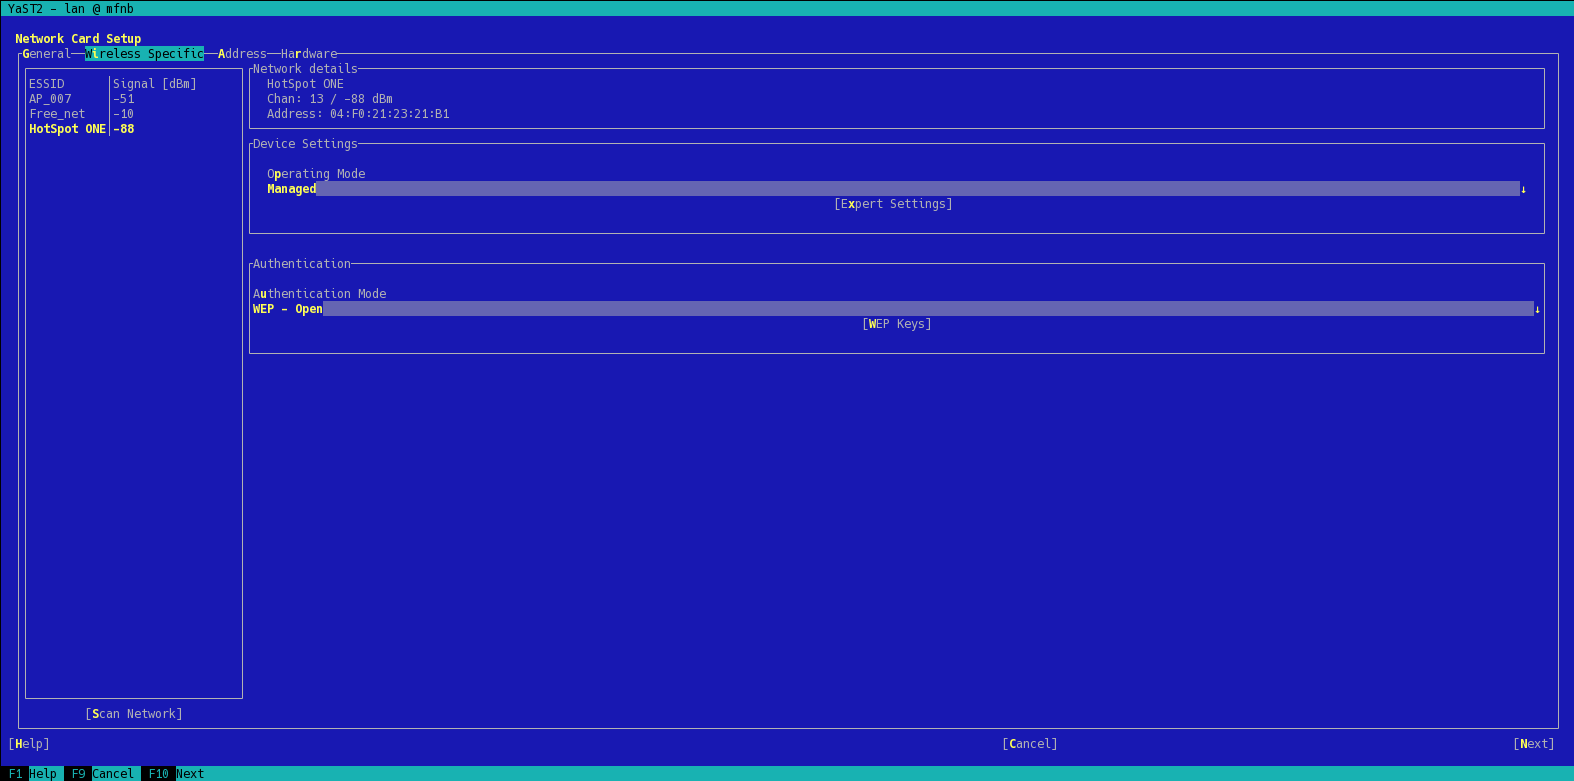 YaST2 - lan @ mfnb
Network Card Setup
General Wireless Specific Address Hardware
ESSID Signal [dBm]
AP_007 -51
Free_net -10
HotSpot ONE -88
[Scan Network]
Network details
HotSpot ONE
Chan: 13 / -88 dBm
Address: 04:F0:21:23:21:B1
Device Settings
Operating Mode
Managed ↓
[Expert Settings]
Authentication
Authentication Mode
WEP - Open ↓
[WEP Keys]
[Help] [Cancel] [Next]
F1 Help F9 Cancel F10 Next